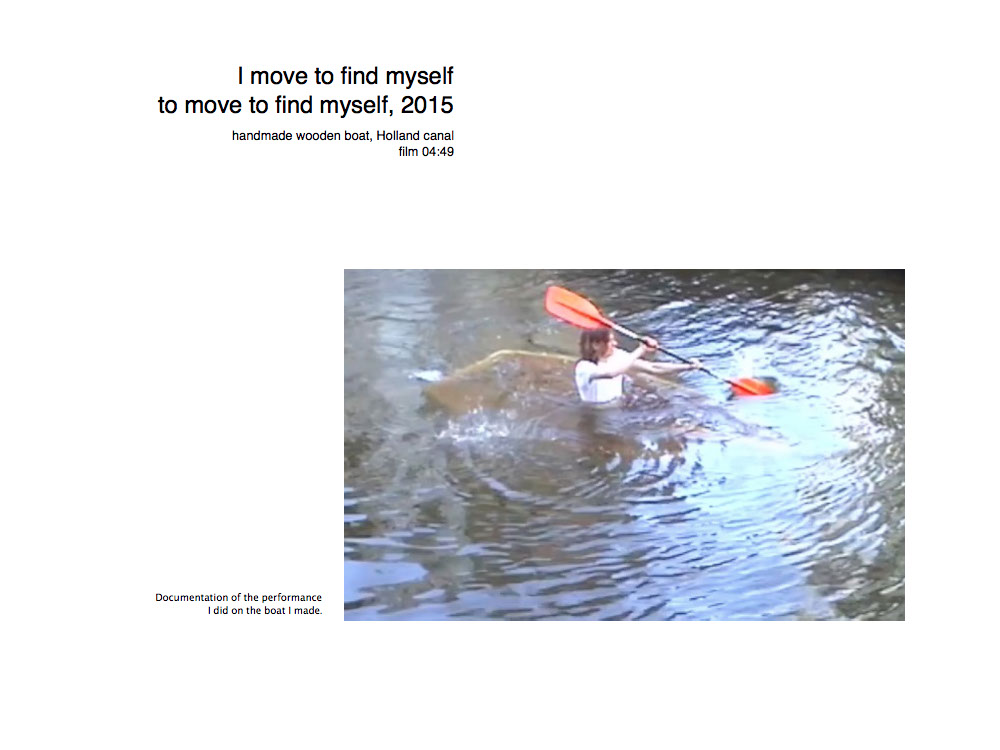 I move to find myself
to move to find myself, 2015
handmade wooden boat, Holland canal
film 04:49
Documentation of the performance
I did on the boat I made.